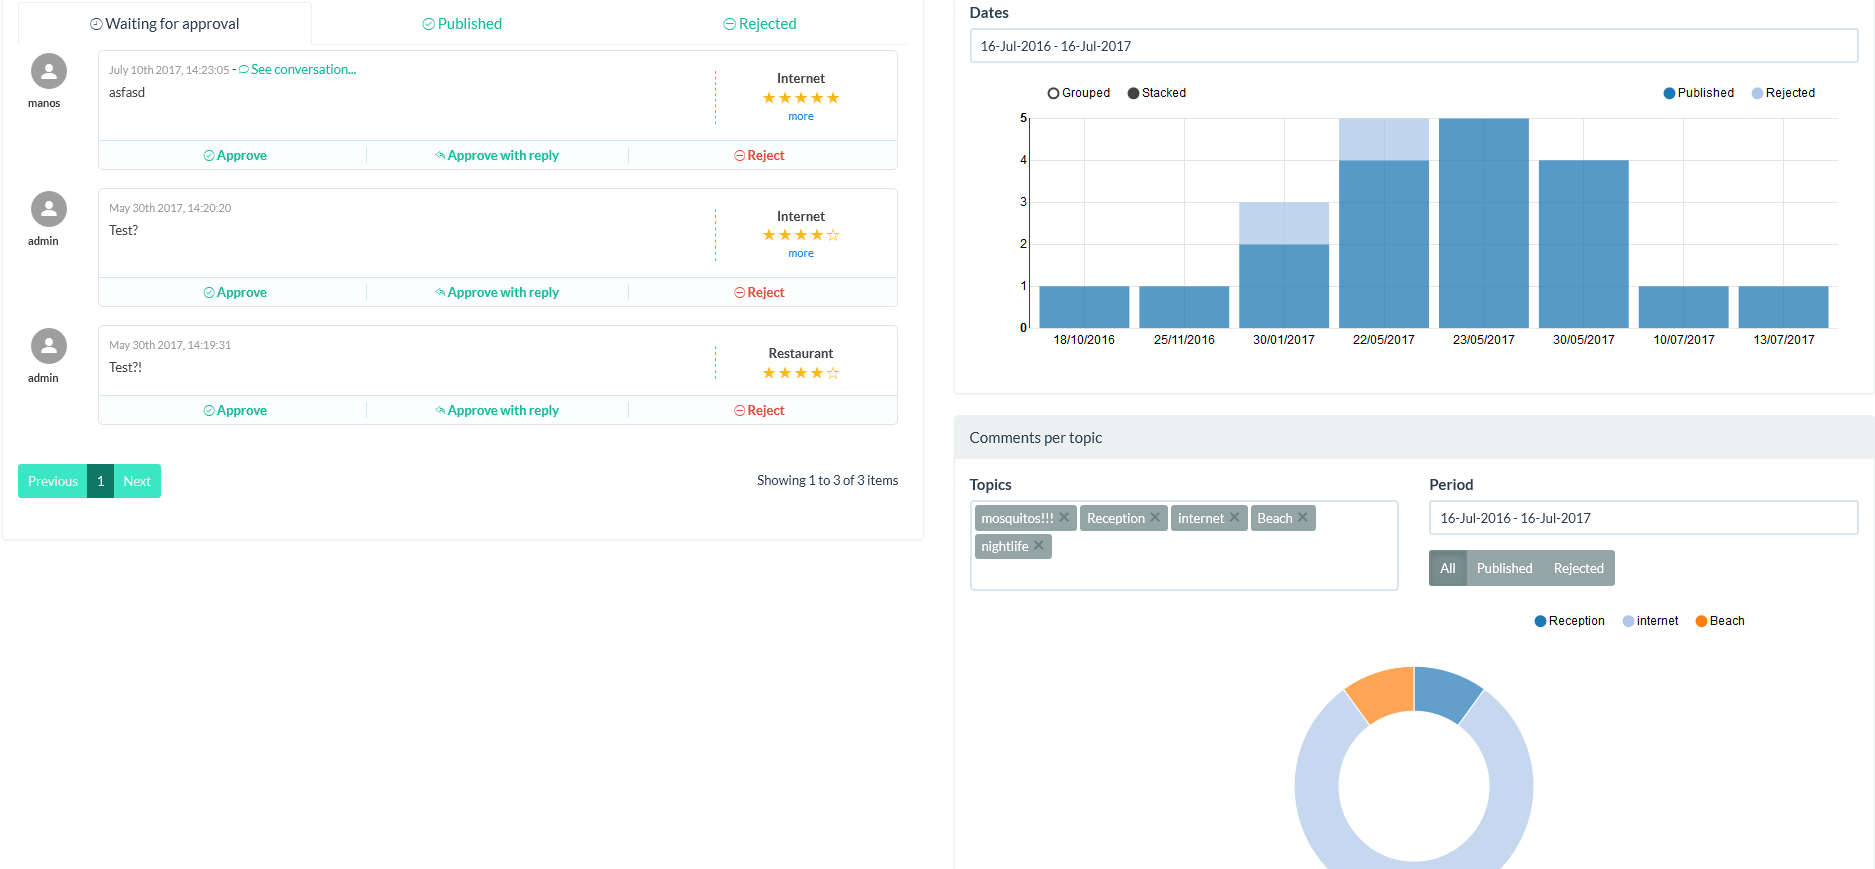 Waiting for approval
Published
Rejected
manos
July 10th 2017, 14:23:05 - See conversation...
asfasd
Internet
more
Approve
Approve with reply
Reject
admin
May 30th 2017, 14:20:20
Test?
Internet
more
Approve
Approve with reply
Reject
admin
May 30th 2017, 14:19:31
Test?!
Restaurant
Approve
Approve with reply
Reject
Previous 1 Next
Showing 1 to 3 of 3 items
Dates
16-Jul-2016 - 16-Jul-2017
Grouped Stacked
Published Rejected
5
4
3
2
1
0
18/10/2016 25/11/2016 30/01/2017 22/05/2017 23/05/2017 30/05/2017 10/07/2017 13/07/2017
Comments per topic
Topics
mosquitos!!! Reception internet Beach
nightlife
Period
16-Jul-2016 - 16-Jul-2017
All Published Rejected
Reception internet Beach